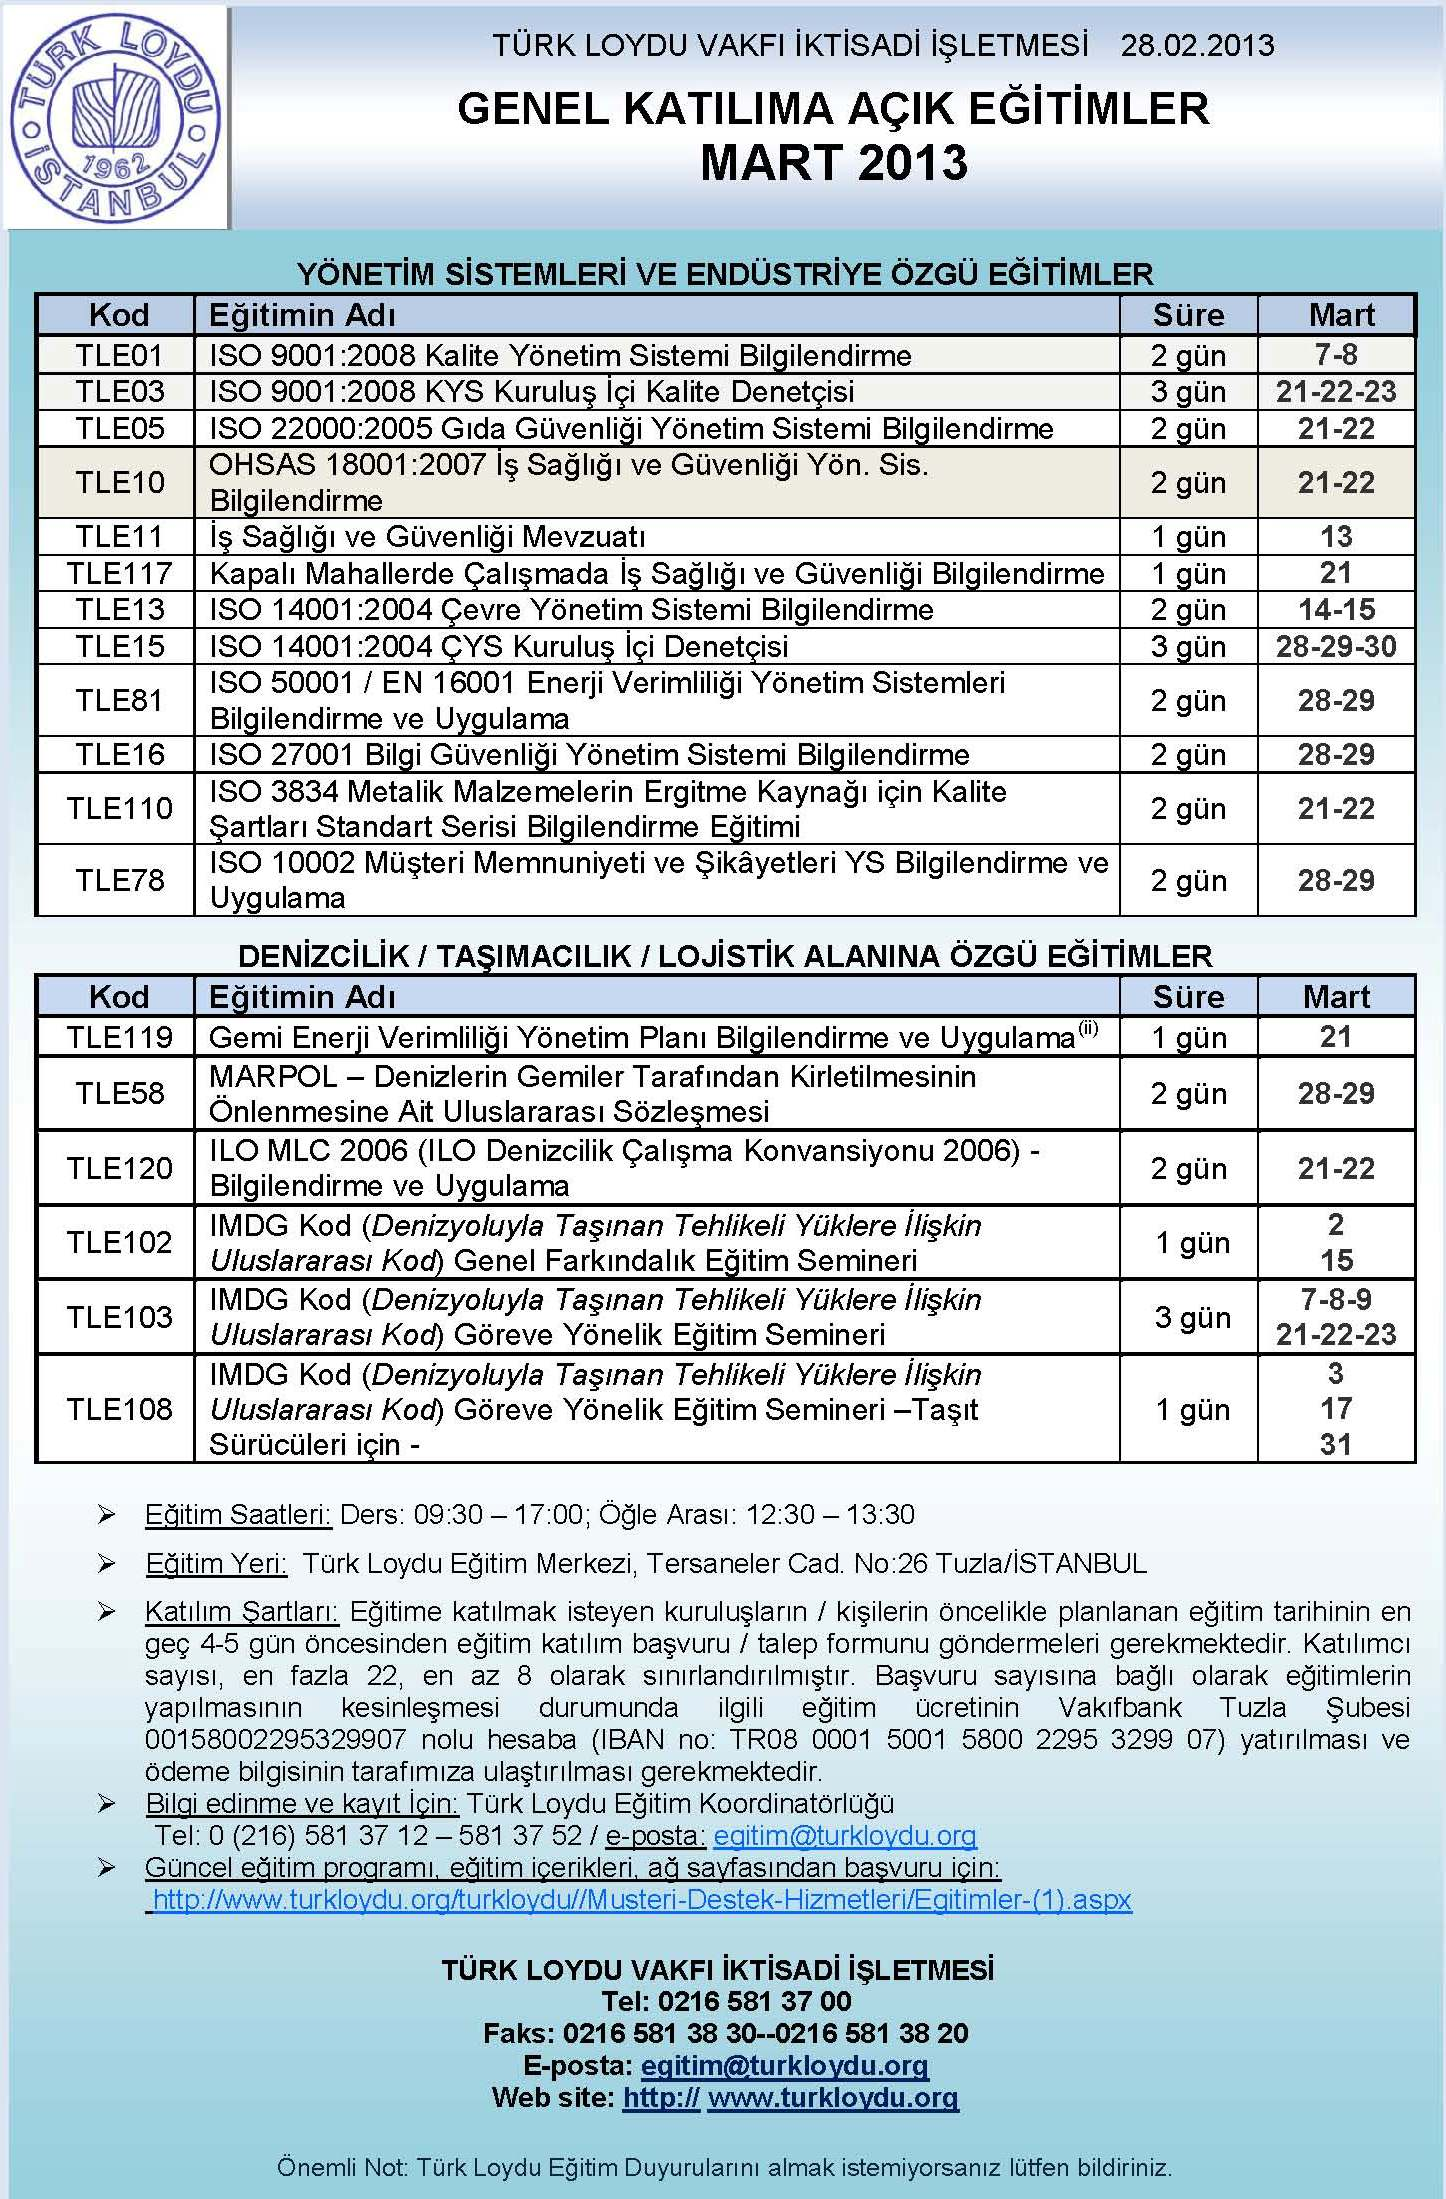 TÜRK LOYDU
1962
İSTANBUL
TÜRK LOYDU VAKFI İKTİSADİ İŞLETMESİ 28.02.2013
GENEL KATILIMA AÇIK EĞİTİMLER
MART 2013
YÖNETİM SİSTEMLERİ VE ENDÜSTRİYE ÖZGÜ EĞİTİMLER
Kod Eğitimin Adı Süre Mart
TLE01 ISO 9001:2008 Kalite Yönetim Sistemi Bilgilendirme 2 gün 7-8
TLE03 ISO 9001:2008 KYS Kuruluş İçi Kalite Denetçisi 3 gün 21-22-23
TLE05 ISO 22000:2005 Gıda Güvenliği Yönetim Sistemi Bilgilendirme 2 gün 21-22
TLE10 OHSAS 18001:2007 İş Sağlığı ve Güvenliği Yön. Sis.
Bilgilendirme 2 gün 21-22
TLE11 İş Sağlığı ve Güvenliği Mevzuatı 1 gün 13
TLE117 Kapalı Mahallerde Çalışmada İş Sağlığı ve Güvenliği Bilgilendirme 1 gün 21
TLE13 ISO 14001:2004 Çevre Yönetim Sistemi Bilgilendirme 2 gün 14-15
TLE15 ISO 14001:2004 ÇYS Kuruluş İçi Denetçisi 3 gün 28-29-30
TLE81 ISO 50001 / EN 16001 Enerji Verimliliği Yönetim Sistemleri
Bilgilendirme ve Uygulama 2 gün 28-29
TLE16 ISO 27001 Bilgi Güvenliği Yönetim Sistemi Bilgilendirme 2 gün 28-29
TLE110 ISO 3834 Metalik Malzemelerin Ergitme Kaynağı için Kalite
Şartları Standart Serisi Bilgilendirme Eğitimi 2 gün 21-22
TLE78 ISO 10002 Müşteri Memnuniyeti ve Şikâyetleri YS Bilgilendirme ve
Uygulama 2 gün 28-29
DENİZCİLİK / TAŞIMACILIK / LOJİSTİK ALANINA ÖZGÜ EĞİTİMLER
Kod Eğitimin Adı Süre Mart
TLE119 Gemi Enerji Verimliliği Yönetim Planı Bilgilendirme ve Uygulama(ii) 1 gün 21
TLE58 MARPOL – Denizlerin Gemiler Tarafından Kirletilmesinin
Önlenmesine Ait Uluslararası Sözleşmesi 2 gün 28-29
TLE120 ILO MLC 2006 (ILO Denizcilik Çalışma Konvansiyonu 2006) -
Bilgilendirme ve Uygulama 2 gün 21-22
TLE102 IMDG Kod (Denizyoluyla Taşınan Tehlikeli Yüklere İlişkin
Uluslararası Kod) Genel Farkındalık Eğitim Semineri 1 gün 2
15
TLE103 IMDG Kod (Denizyoluyla Taşınan Tehlikeli Yüklere İlişkin
Uluslararası Kod) Göreve Yönelik Eğitim Semineri 3 gün 7-8-9
21-22-23
TLE108 IMDG Kod (Denizyoluyla Taşınan Tehlikeli Yüklere İlişkin
Uluslararası Kod) Göreve Yönelik Eğitim Semineri –Taşıt
Sürücüleri için - 1 gün 3
17
31
➢ Eğitim Saatleri: Ders: 09:30 – 17:00; Öğle Arası: 12:30 – 13:30
➢ Eğitim Yeri: Türk Loydu Eğitim Merkezi, Tersaneler Cad. No:26 Tuzla/İSTANBUL
➢ Katılım Şartları: Eğitime katılmak isteyen kuruluşların / kişilerin öncelikle planlanan eğitim tarihinin en
geç 4-5 gün öncesinden eğitim katılım başvuru / talep formunu göndermeleri gerekmektedir. Katılımcı
sayısı, en fazla 22, en az 8 olarak sınırlandırılmıştır. Başvuru sayısına bağlı olarak eğitimlerin
yapılmasının kesinleşmesi durumunda ilgili eğitim ücretinin Vakıfbank Tuzla Şubesi
00158002295329907 nolu hesaba (IBAN no: TR08 0001 5001 5800 2295 3299 07) yatırılması ve
ödeme bilgisinin tarafımıza ulaştırılması gerekmektedir.
➢ Bilgi edinme ve kayıt İçin: Türk Loydu Eğitim Koordinatörlüğü
Tel: 0 (216) 581 37 12 – 581 37 52 / e-posta: egitim@turkloydu.org
➢ Güncel eğitim programı, eğitim içerikleri, ağ sayfasından başvuru için:
http://www.turkloydu.org/turkloydu//Musteri-Destek-Hizmetleri/Egitimler-(1).aspx
TÜRK LOYDU VAKFI İKTİSADİ İŞLETMESİ
Tel: 0216 581 37 00
Faks: 0216 581 38 30--0216 581 38 20
E-posta: egitim@turkloydu.org
Web site: http:// www.turkloydu.org
Önemli Not: Türk Loydu Eğitim Duyurularını almak istemiyorsanız lütfen bildiriniz.